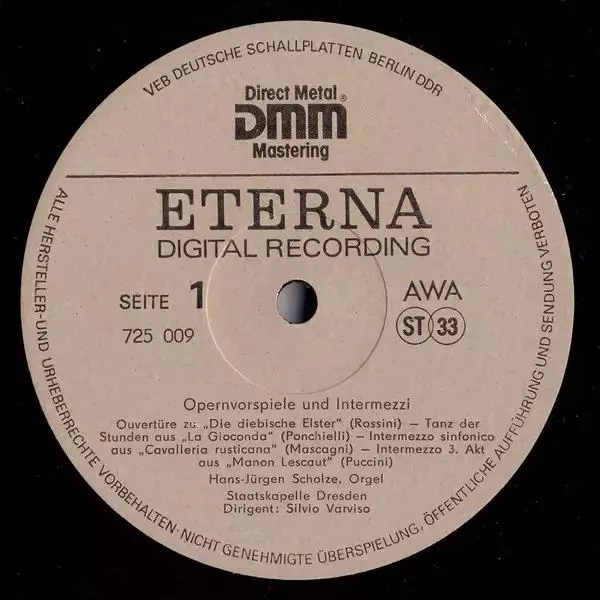 VEB DEUTSCHE SCHALLPLATTEN BERLIN DDR
Direct Metal®
DMM
Mastering
ETERNA
DIGITAL RECORDING
SEITE 1
AWA
725 009
ST 33
Opernvorspiele und Intermezzi
Ouvertüre zu „Die diebische Elster" (Rossini) – Tanz der
Stunden aus „La Gioconda" (Ponchielli) – Intermezzo sinfonico
aus „Cavalleria rusticana" (Mascagni) – Intermezzo 3. Akt
aus „Manon Lescaut" (Puccini)
Hans-Jürgen Scholze, Orgel
Staatskapelle Dresden
Dirigent: Silvio Varviso
ALLE HERSTELLER-UND URHEBERRECHTE VORBEHALTEN·NICHT GENEHMIGTE ÜBERSPIELUNG, ÖFFENTLICHE AUFFÜHRUNG UND SENDUNG VERBOTEN